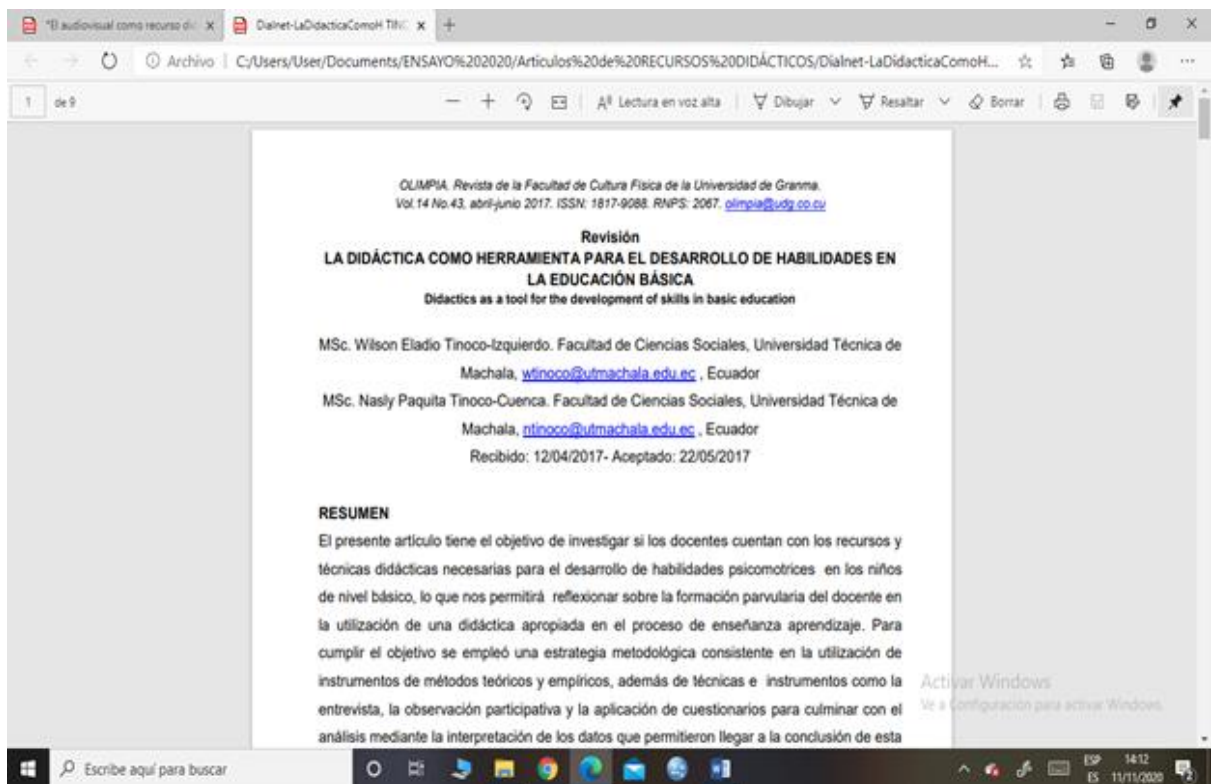 "El audiovisual como recurso di
Dialnet-LaDidacticaComoH TINO
Archivo
C:/Users/User/Documents/ENSAYO%202020/Articulos%20de%20RECURSOS%20DIDÁCTICOS/Dialnet-LaDidacticaComoH...
1 de 9
Lectura en voz alta
Dibujar
Resaltar
Borrar
OLIMPIA. Revista de la Facultad de Cultura Física de la Universidad de Granma.
Vol.14 No.43, abril-junio 2017. ISSN: 1817-9088. RNPS: 2067. olimpia@udg.co.cu
Revisión
LA DIDÁCTICA COMO HERRAMIENTA PARA EL DESARROLLO DE HABILIDADES EN
LA EDUCACIÓN BÁSICA
Didactics as a tool for the development of skills in basic education
MSc. Wilson Eladio Tinoco-Izquierdo. Facultad de Ciencias Sociales, Universidad Técnica de
Machala, wtinoco@utmachala.edu.ec , Ecuador
MSc. Nasly Paquita Tinoco-Cuenca. Facultad de Ciencias Sociales, Universidad Técnica de
Machala, ntinoco@utmachala.edu.ec , Ecuador
Recibido: 12/04/2017- Aceptado: 22/05/2017
RESUMEN
El presente artículo tiene el objetivo de investigar si los docentes cuentan con los recursos y
técnicas didácticas necesarias para el desarrollo de habilidades psicomotrices en los niños
de nivel básico, lo que nos permitirá reflexionar sobre la formación parvularia del docente en
la utilización de una didáctica apropiada en el proceso de enseñanza aprendizaje. Para
cumplir el objetivo se empleó una estrategia metodológica consistente en la utilización de
instrumentos de métodos teóricos y empíricos, además de técnicas e instrumentos como la
entrevista, la observación participativa y la aplicación de cuestionarios para culminar con el
análisis mediante la interpretación de los datos que permitieron llegar a la conclusión de esta
Activar Windows
Ve a Configuración para activar Windows.
Escribe aquí para buscar
ESP
ES
14:12
11/11/2020